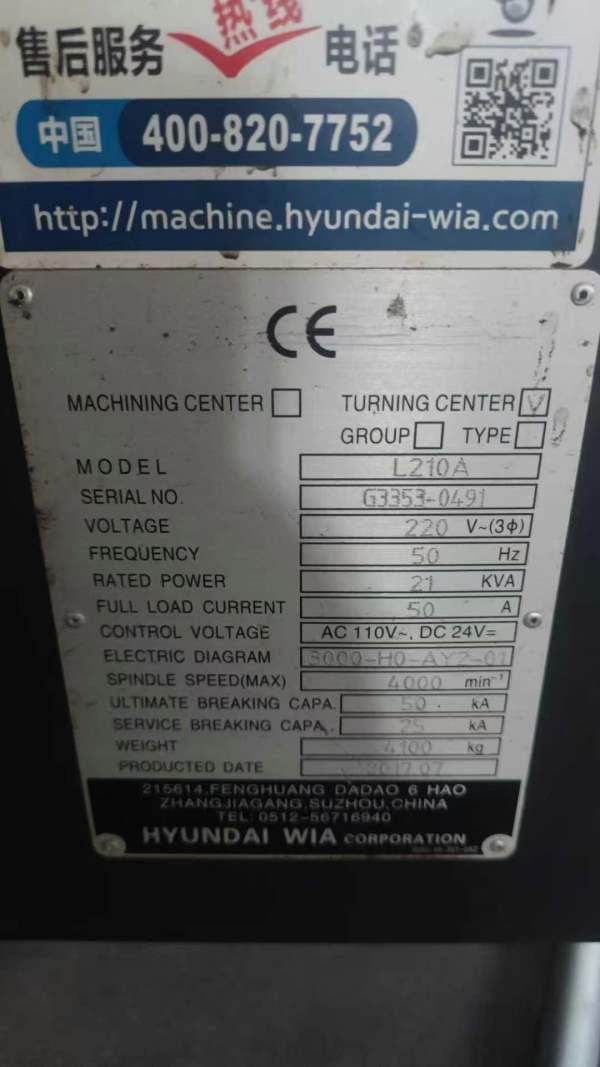 售后服务 热线 电话
中国 400-820-7752
http://machine.hyundai-wia.com
CE
MACHINING CENTER TURNING CENTER V
GROUP TYPE
MODEL L210A
SERIAL NO. G3353-0491
VOLTAGE 220 V~(3Φ)
FREQUENCY 50 Hz
RATED POWER 21 KVA
FULL LOAD CURRENT 50 A
CONTROL VOLTAGE AC 110V~, DC 24V=
ELECTRIC DIAGRAM 3000-H0-AYZ-01
SPINDLE SPEED(MAX) 4000 min⁻¹
ULTIMATE BREAKING CAPA. 50 kA
SERVICE BREAKING CAPA. 25 kA
WEIGHT 4100 kg
PRODUCTED DATE 2017.07
215614,FENGHUANG DADAO 6 HAO
ZHANGJIAGANG,SUZHOU,CHINA
TEL: 0512-56716940
HYUNDAI WIA CORPORATION